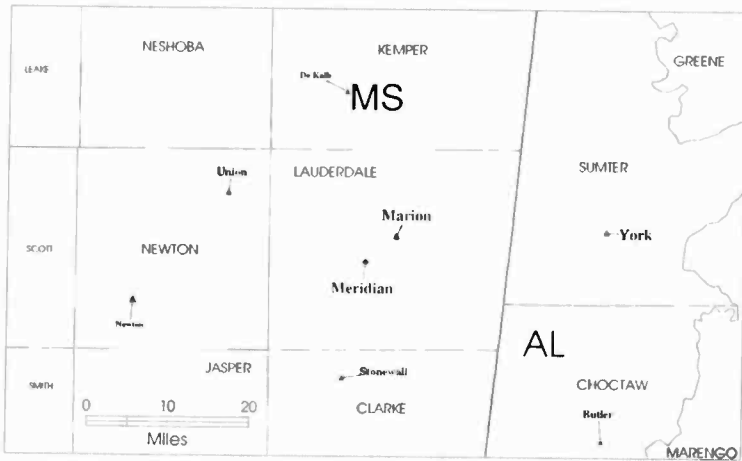 NESHOBA
KEMPER
GREENE
LEAKE
De Kalb
MS
Union
LAUDERDALE
SUMTER
Marion
York
SCOTT
NEWTON
Meridian
Newton
AL
JASPER
Stonewall
SMITH
CHOCTAW
0 10 20
CLARKE
Butler
Miles
MARENGO